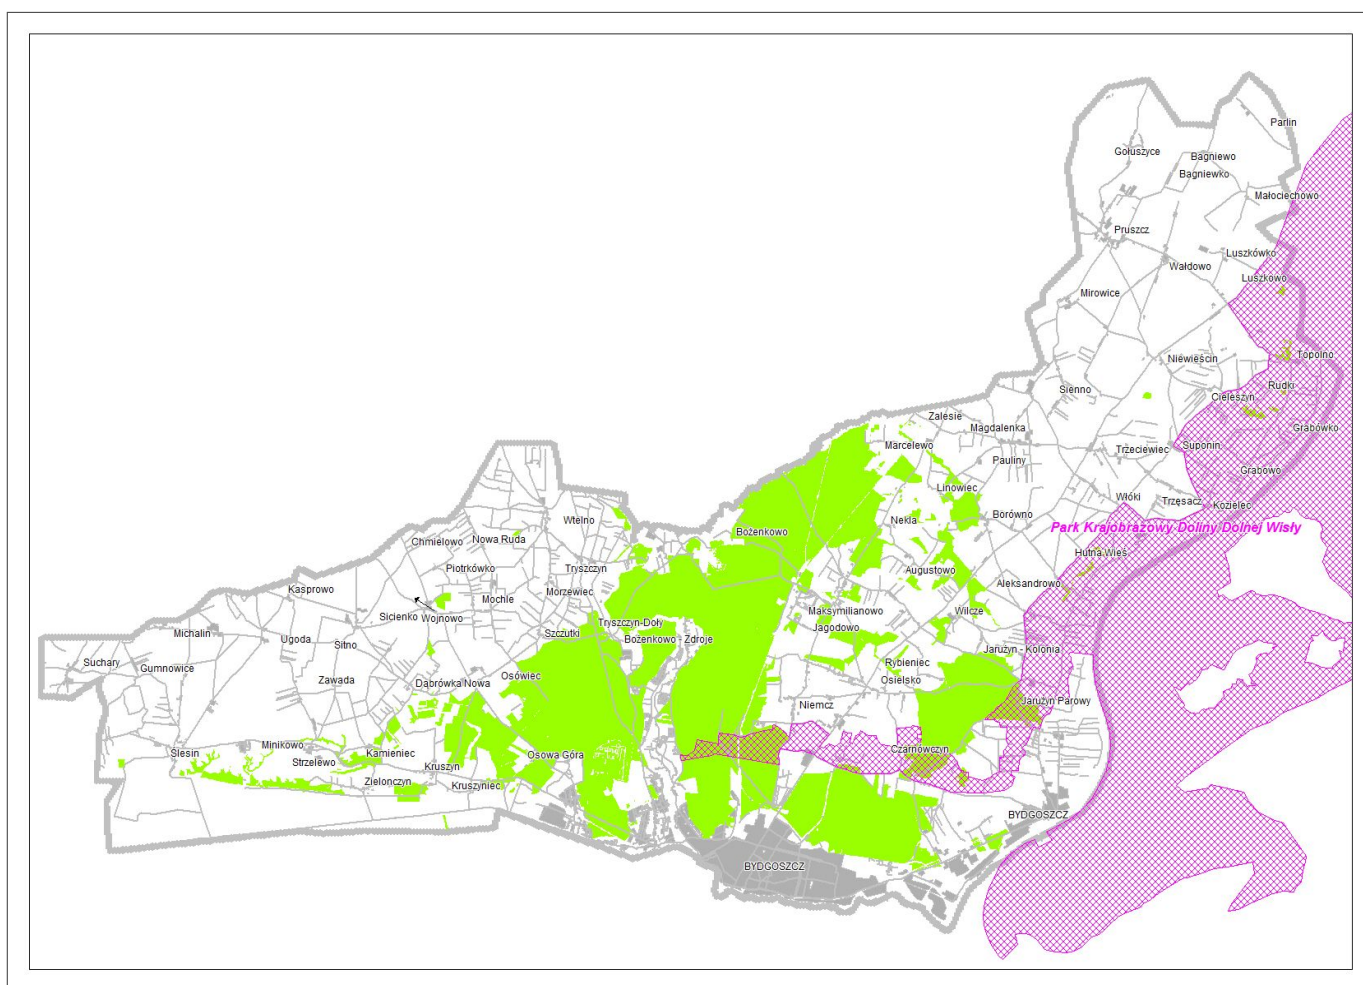 Parlin
Gołuszyce
Bagniewo
Bagniewko
Małociechowo
Pruszcz
Luszkówko
Wałdowo
Luszkowo
Mirowice
Topolno
Niewieścin
Rudki
Sienno
Cieleszyn
Zalesie
Magdalenka
Grabówko
Marcelewo
Trzeciewiec
Suponin
Pauliny
Grabowo
Linowiec
Włóki
Trzęsacz
Kozielec
Borówno
Nekla
Wtelno
Park Krajobrazowy Doliny Dolnej Wisły
Bożenkowo
Nowa Ruda
Chmielowo
Hutna Wieś
Piotrkówko
Tryszczyn
Augustowo
Aleksandrowo
Kasprowo
Morzewiec
Mochle
Maksymilianowo
Wilcze
Sicienko
Wojnowo
Tryszczyn-Doły
Jagodowo
Michalin
Szczutki
Ugoda
Bożenkowo - Zdroje
Sitno
Jarużyn - Kolonia
Suchary
Rybieniec
Gumnowice
Osówiec
Osielsko
Zawada
Dąbrówka Nowa
Jarużyn Parowy
Niemcz
Minikowo
Czarnówczyn
Ślesin
Kamieniec
Osowa Góra
Strzelewo
Kruszyn
Zielonczyn
Kruszyniec
BYDGOSZCZ
BYDGOSZCZ